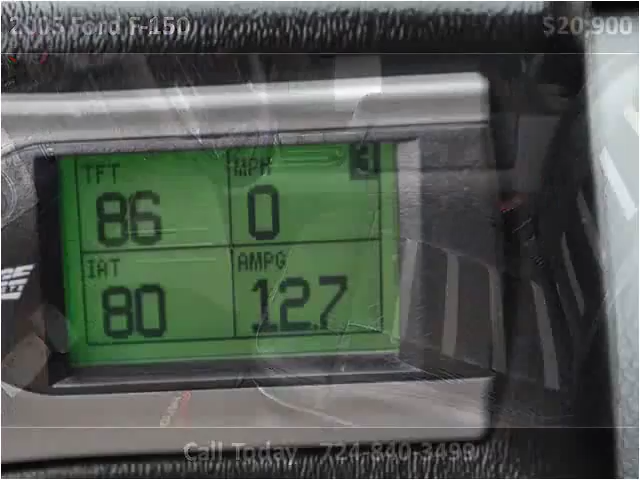 2005 Ford F-150 $20,900
TFT MPH 3
86 0
IAT AMPG
80 12.7
Call Today 724-840-3499